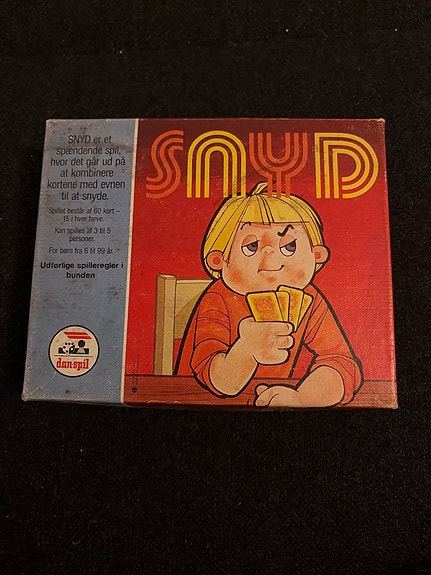 SNYD
SNYD er et
spændende spil,
hvor det går ud på
at kombinere
kortene med evnen
til at snyde.
Spillet består af 60 kort –
15 i hver farve.
Kan spilles af 3 til 5
personer.
For børn fra 6 til 99 år.
Udførlige spilleregler i
bunden
dan-spil